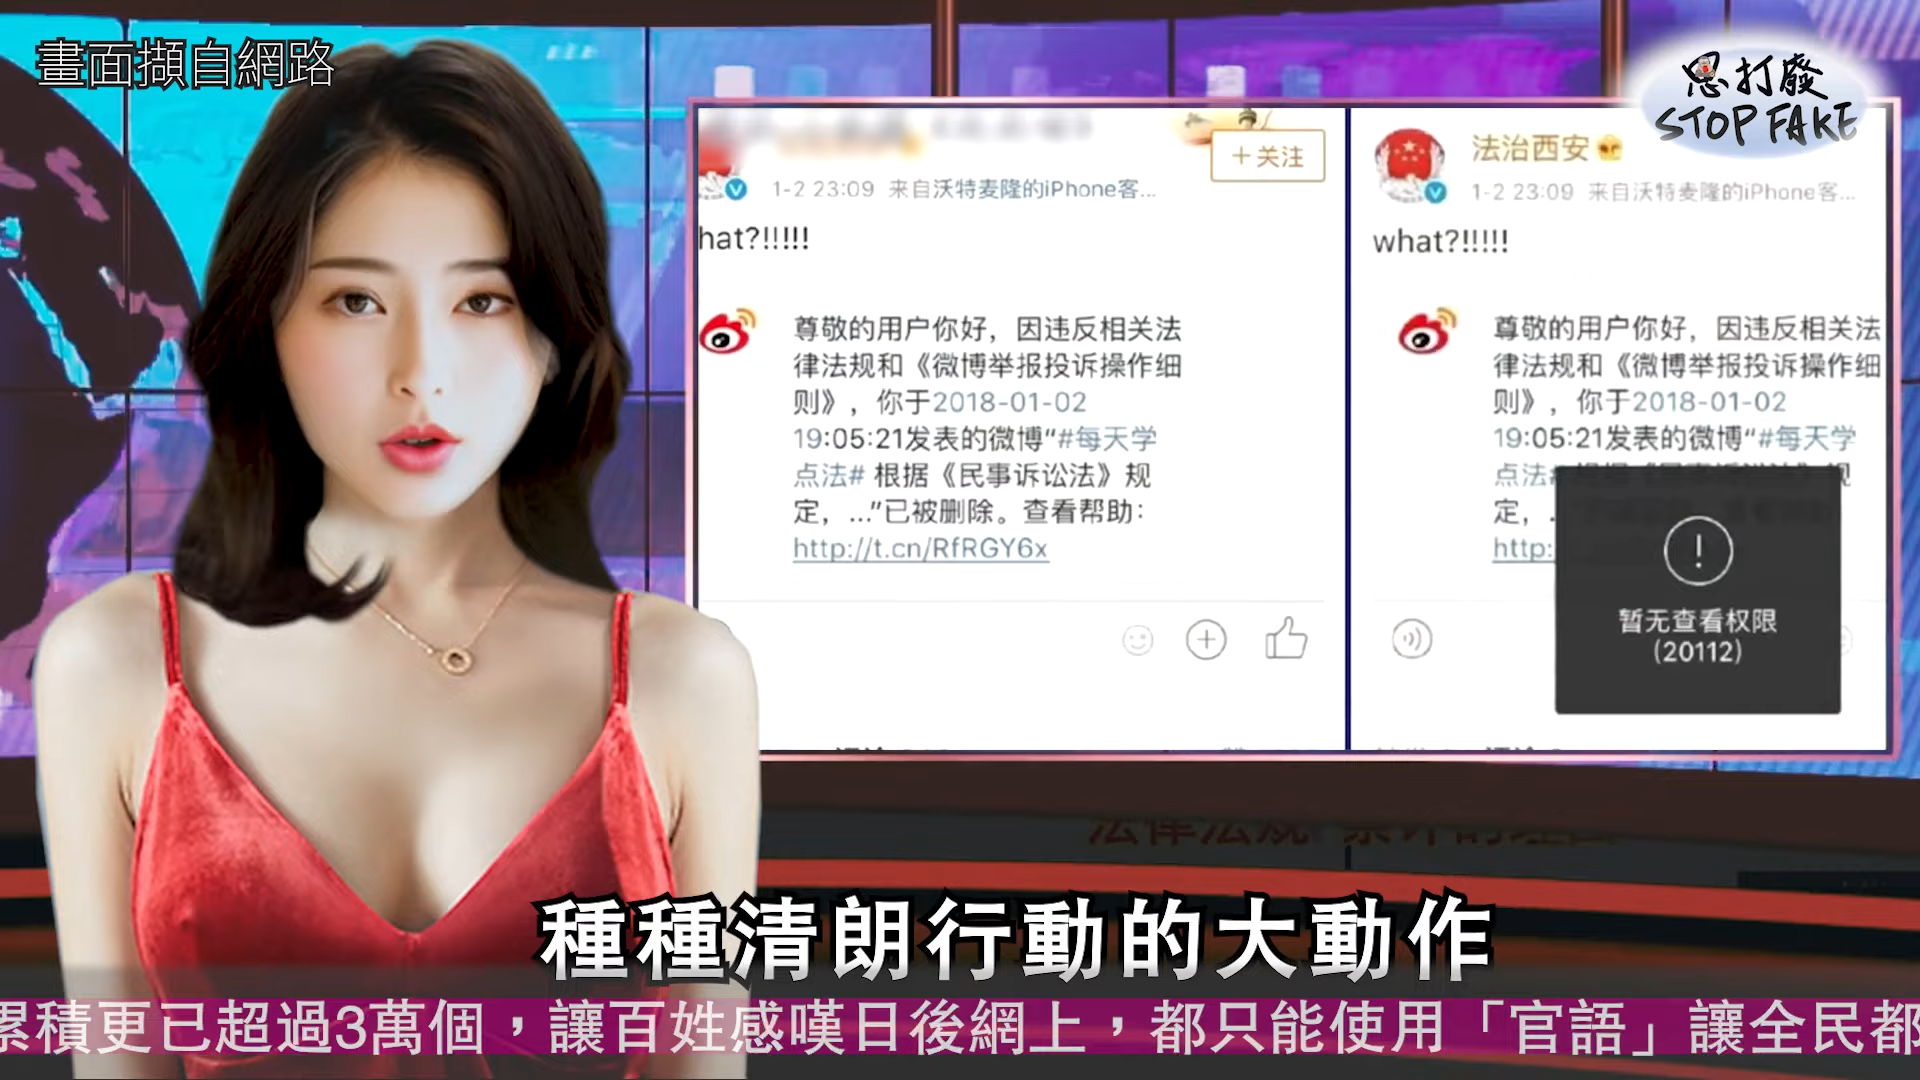 畫面擷自網路
思打廢
STOP FAKE
+关注
1-2 23:09 来自沃特麦隆的iPhone客...
hat?!!!!!
尊敬的用户你好，因违反相关法
律法规和《微博举报投诉操作细
则》，你于2018-01-02
19:05:21发表的微博“#每天学
点法# 根据《民事诉讼法》规
定，...”已被删除。查看帮助：
http://t.cn/RfRGY6x
法治西安
1-2 23:09 来自沃特麦隆的iPhone客...
what?!!!!!
尊敬的用户你好，因违反相关法
律法规和《微博举报投诉操作细
则》，你于2018-01-02
19:05:21发表的微博“#每天学
点法
规
定，.
http:
暂无查看权限
(20112)
種種清朗行動的大動作
累積更已超過3萬個，讓百姓感嘆日後網上，都只能使用「官語」讓全民都